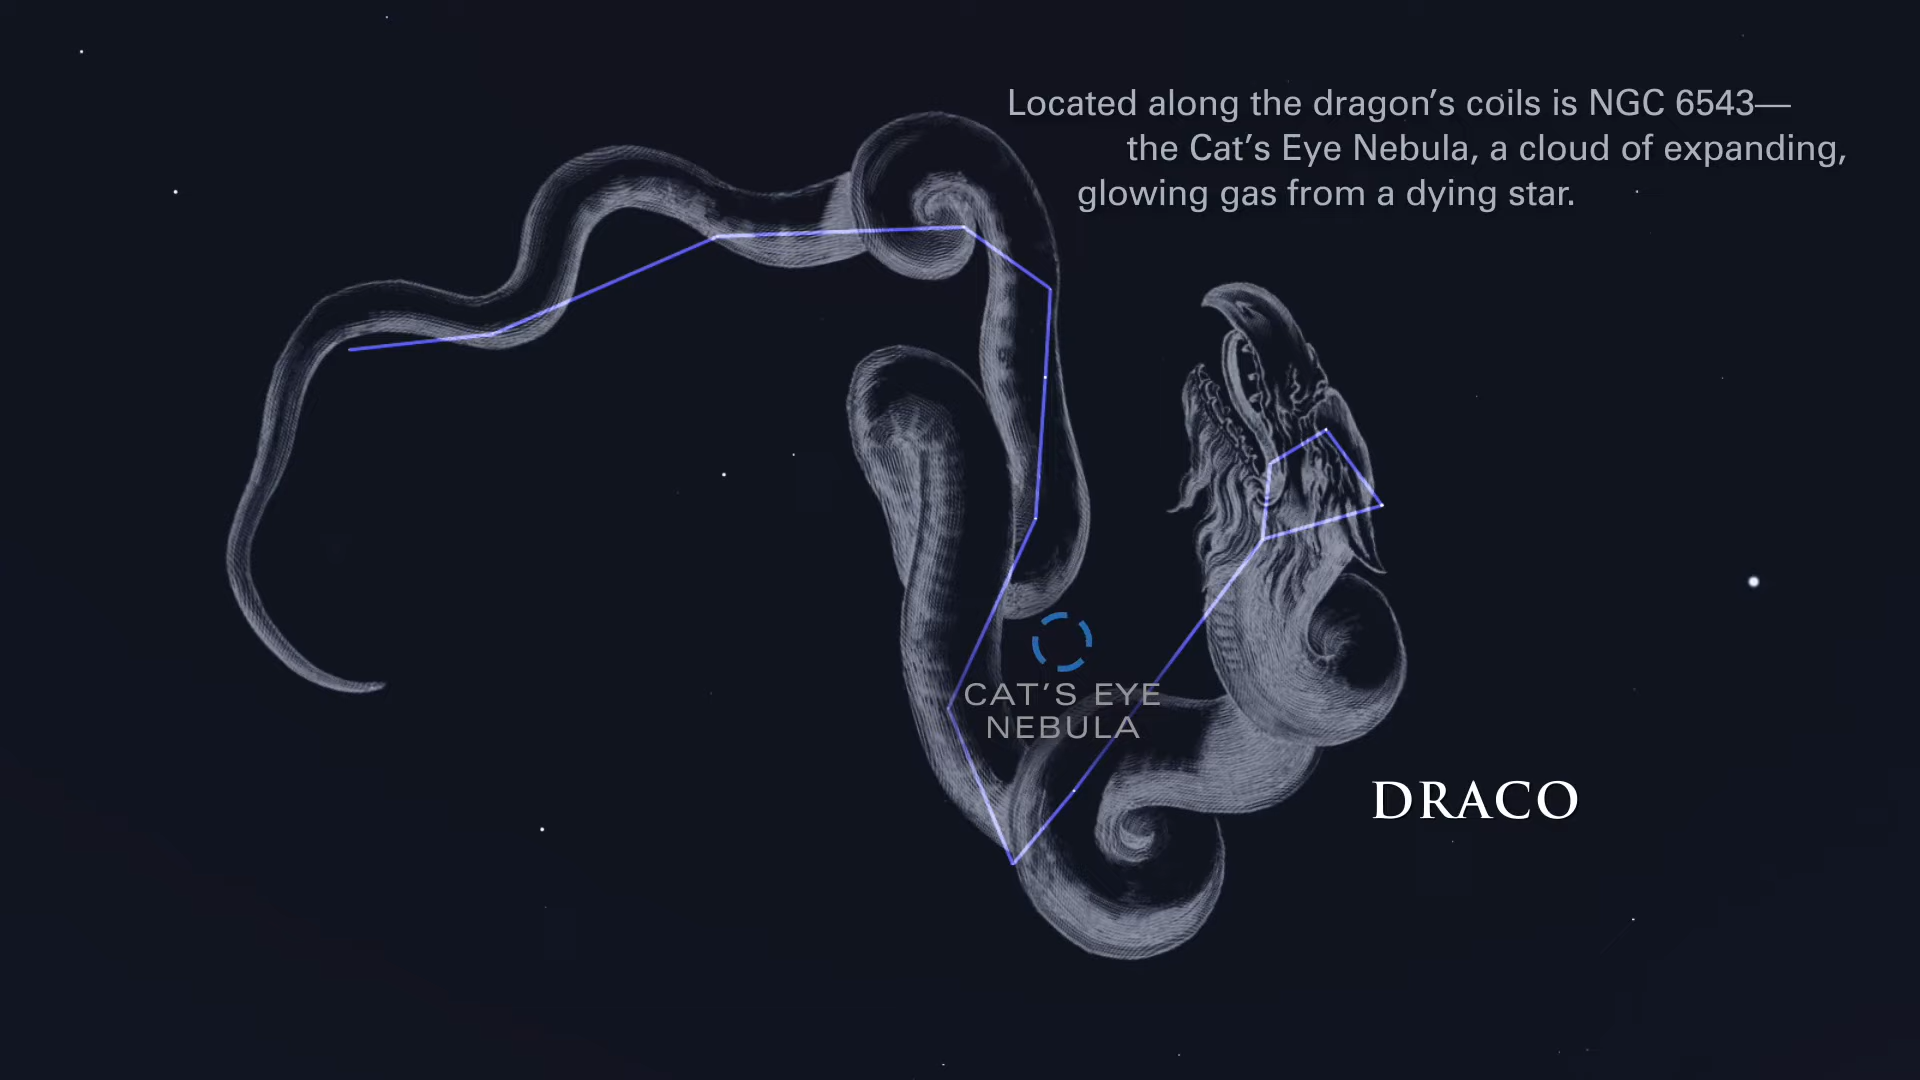 Located along the dragon’s coils is NGC 6543—
the Cat’s Eye Nebula, a cloud of expanding,
glowing gas from a dying star.
CAT’S EYE
NEBULA
DRACO